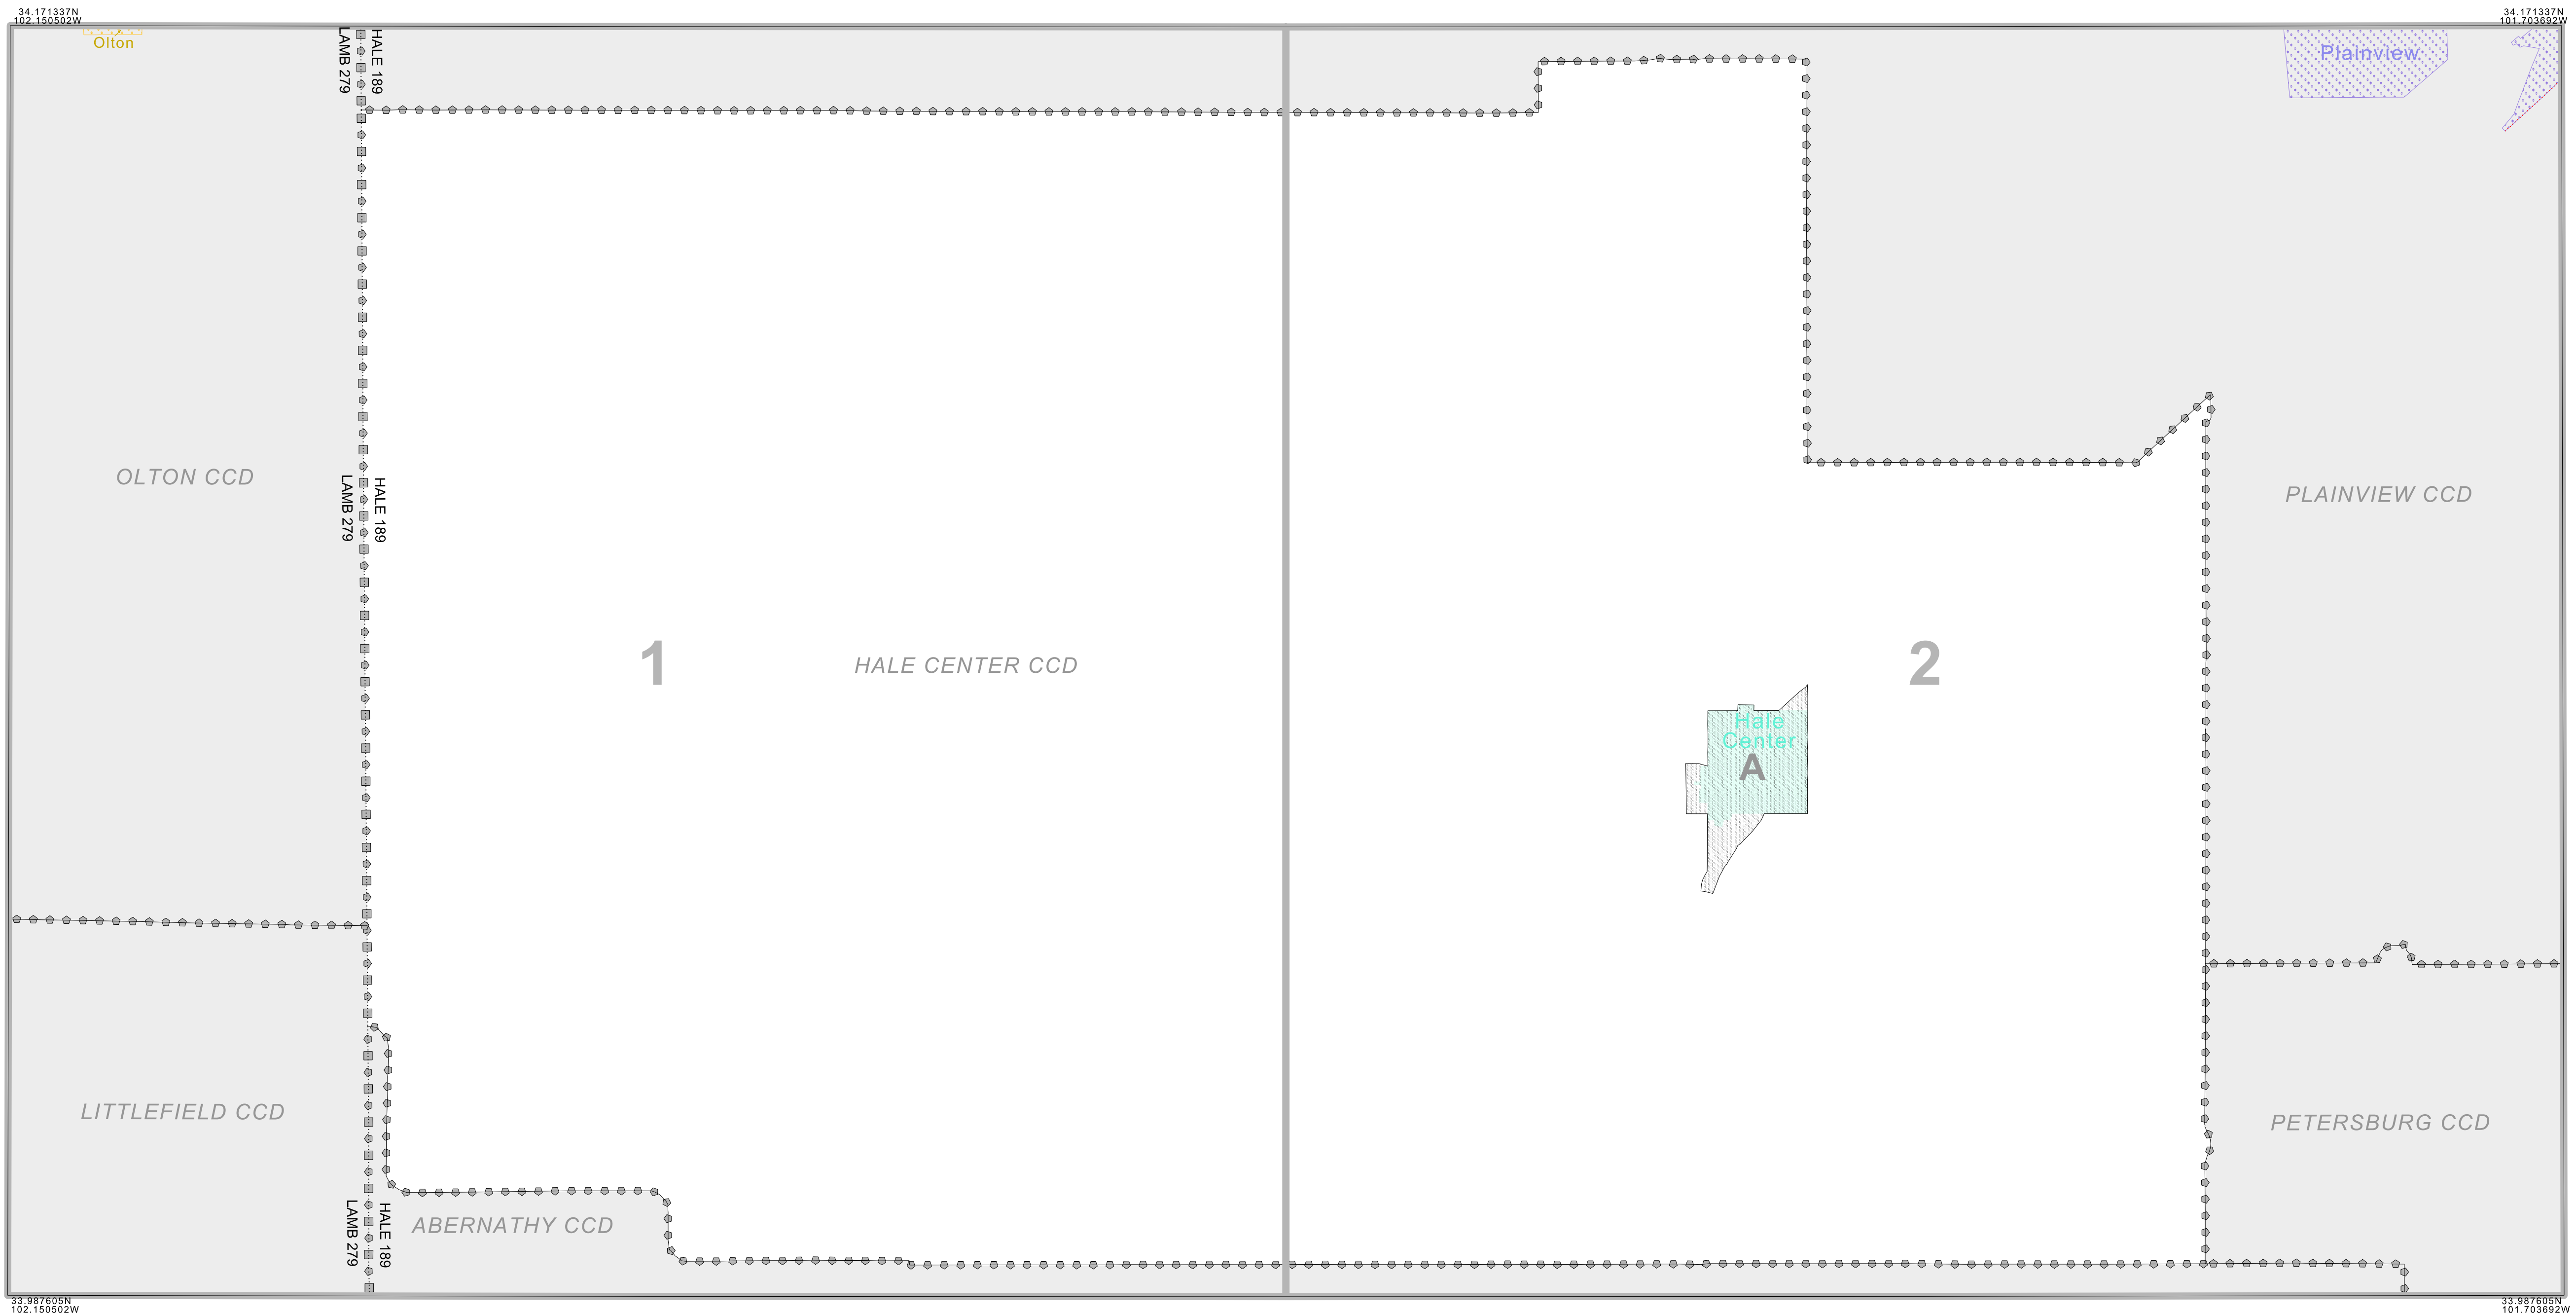 34.171337N
102.150502W
34.171337N
101.703692W
Olton
LAMB 279
HALE 189
Plainview
OLTON CCD
LAMB 279
HALE 189
PLAINVIEW CCD
1
HALE CENTER CCD
2
Hale
Center
A
LITTLEFIELD CCD
PETERSBURG CCD
LAMB 279
HALE 189
ABERNATHY CCD
33.987605N
102.150502W
33.987605N
101.703692W